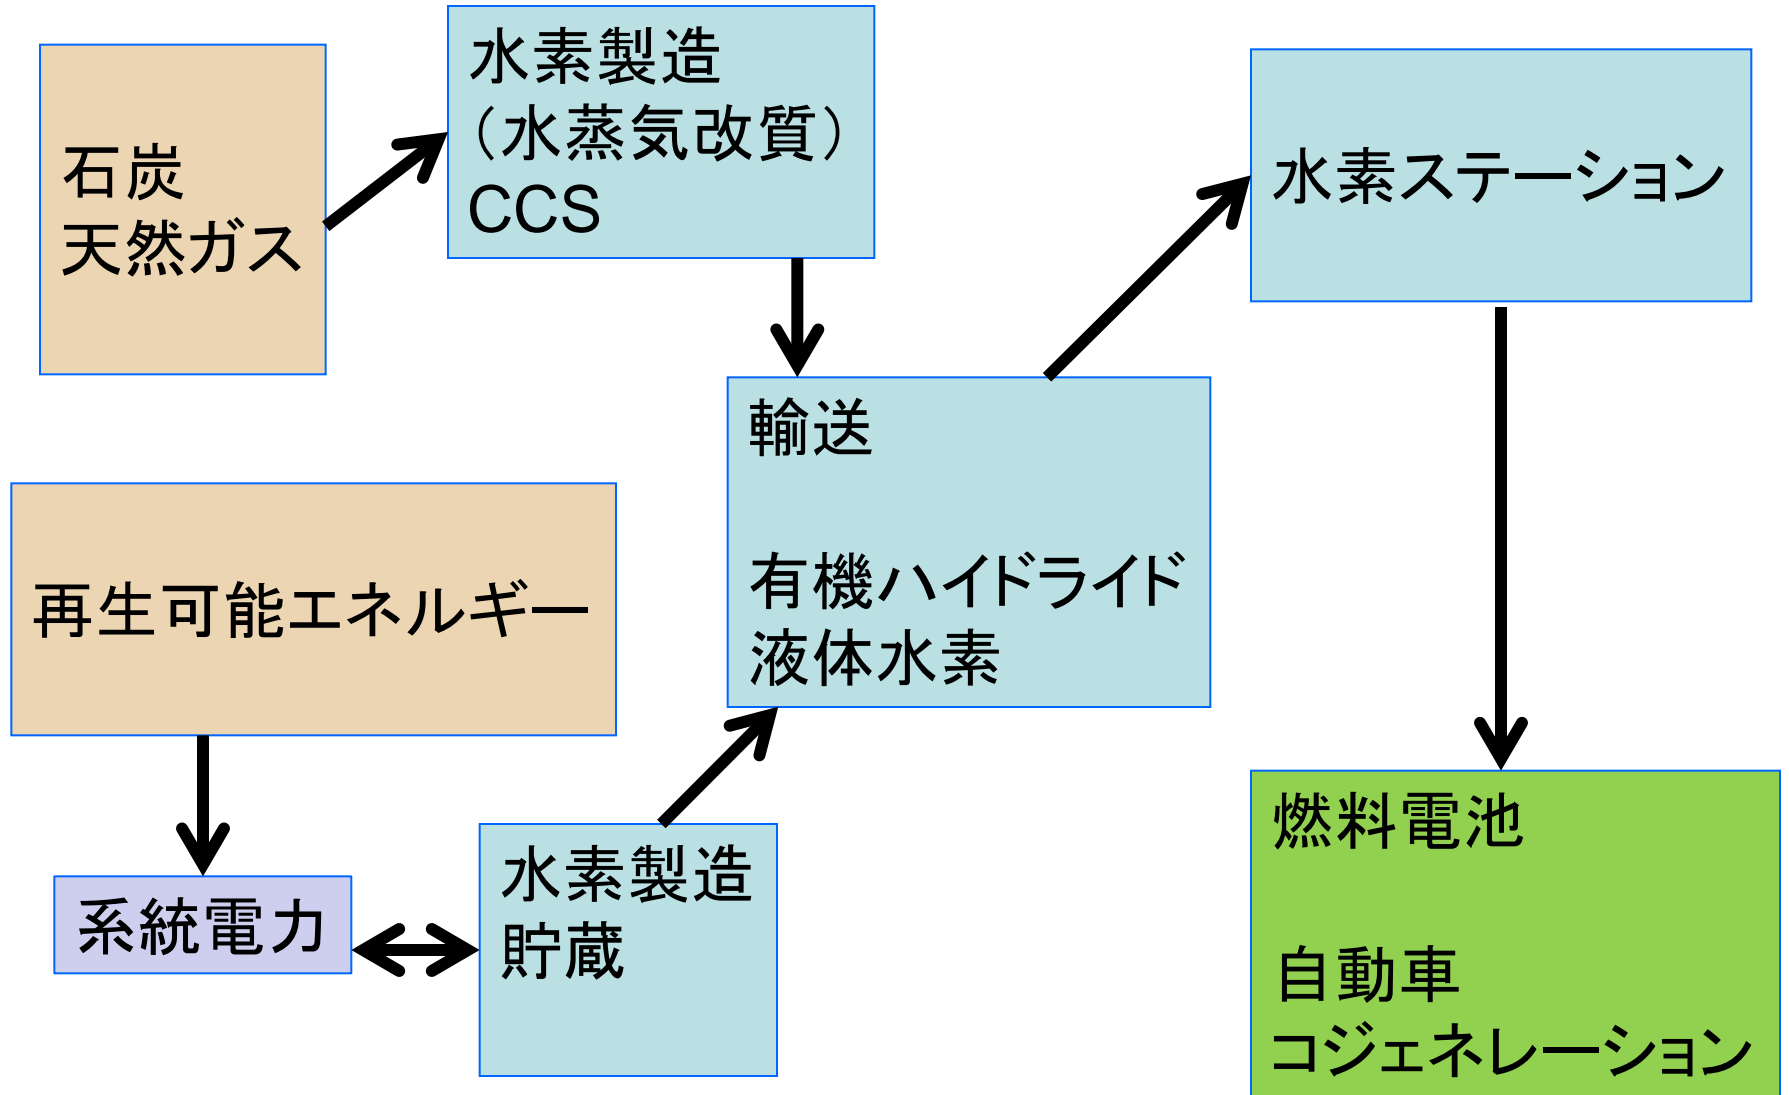 石炭
天然ガス
水素製造
（水蒸気改質）
CCS
水素ステーション
輸送
有機ハイドライド
液体水素
再生可能エネルギー
系統電力
水素製造
貯蔵
燃料電池
自動車
コジェネレーション